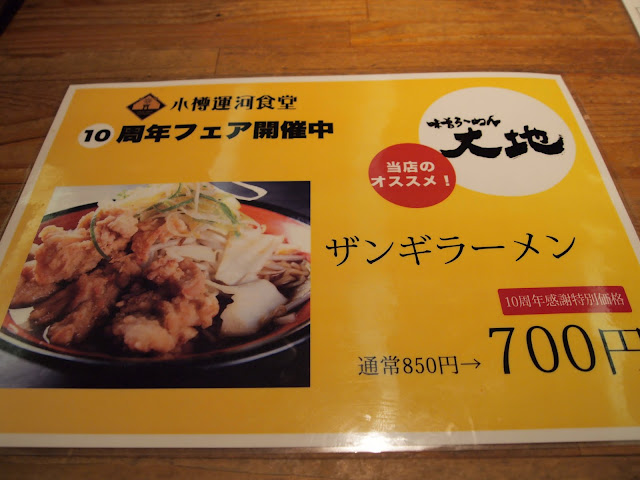 小樽運河食堂
10周年フェア開催中
味噌らーめん
大地
当店の
オススメ！
ザンギラーメン
10周年感謝特別価格
通常850円→700円